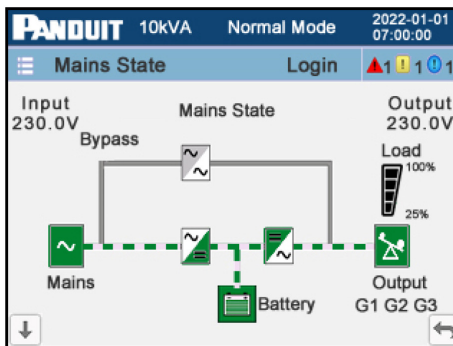 PANDUIT 10kVA Normal Mode 2022-01-01
07:00:00
Mains State Login 1 ! 1 1
Input Mains State Output
230.0V 230.0V
Bypass Load
100%
25%
Mains Output
Battery G1 G2 G3